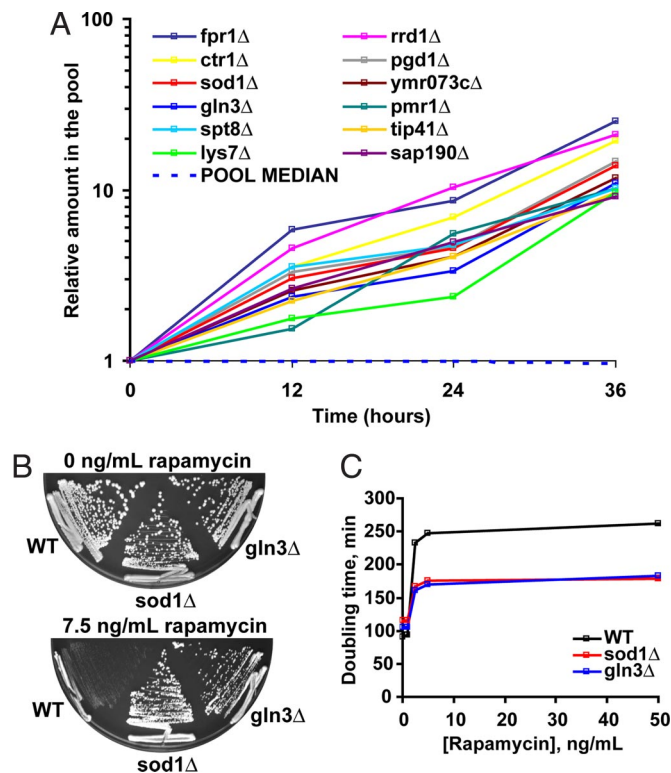 A
100
10
1
Relative amount in the pool
fpr1Δ
ctr1Δ
sod1Δ
gln3Δ
spt8Δ
lys7Δ
POOL MEDIAN
rrd1Δ
pgd1Δ
ymr073cΔ
pmr1Δ
tip41Δ
sap190Δ
0 12 24 36
Time (hours)
B
0 ng/mL rapamycin
WT
sod1Δ
gln3Δ
7.5 ng/mL rapamycin
WT
sod1Δ
gln3Δ
C
300
250
200
150
100
50
0
Doubling time, min
WT
sod1Δ
gln3Δ
0 10 20 30 40 50
[Rapamycin], ng/mL